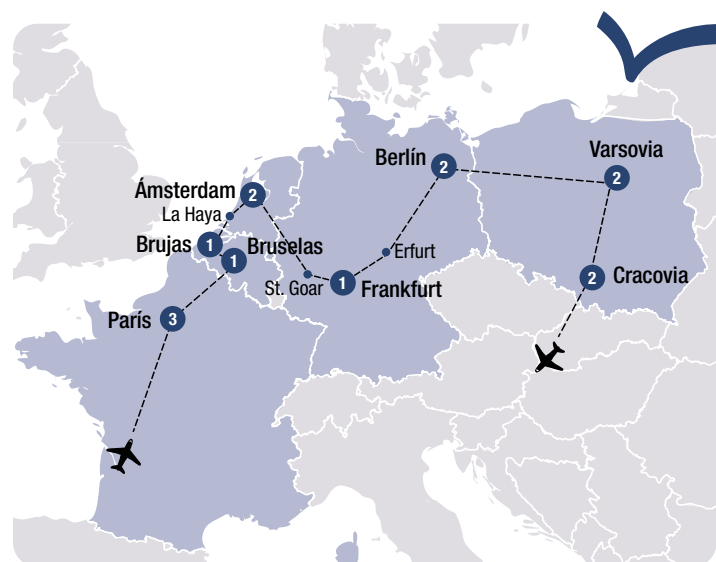 Berlín
2
Varsovia
2
Ámsterdam
2
La Haya
Brujas
1
Bruselas
1
Erfurt
St. Goar
1
Frankfurt
2
Cracovia
París
3